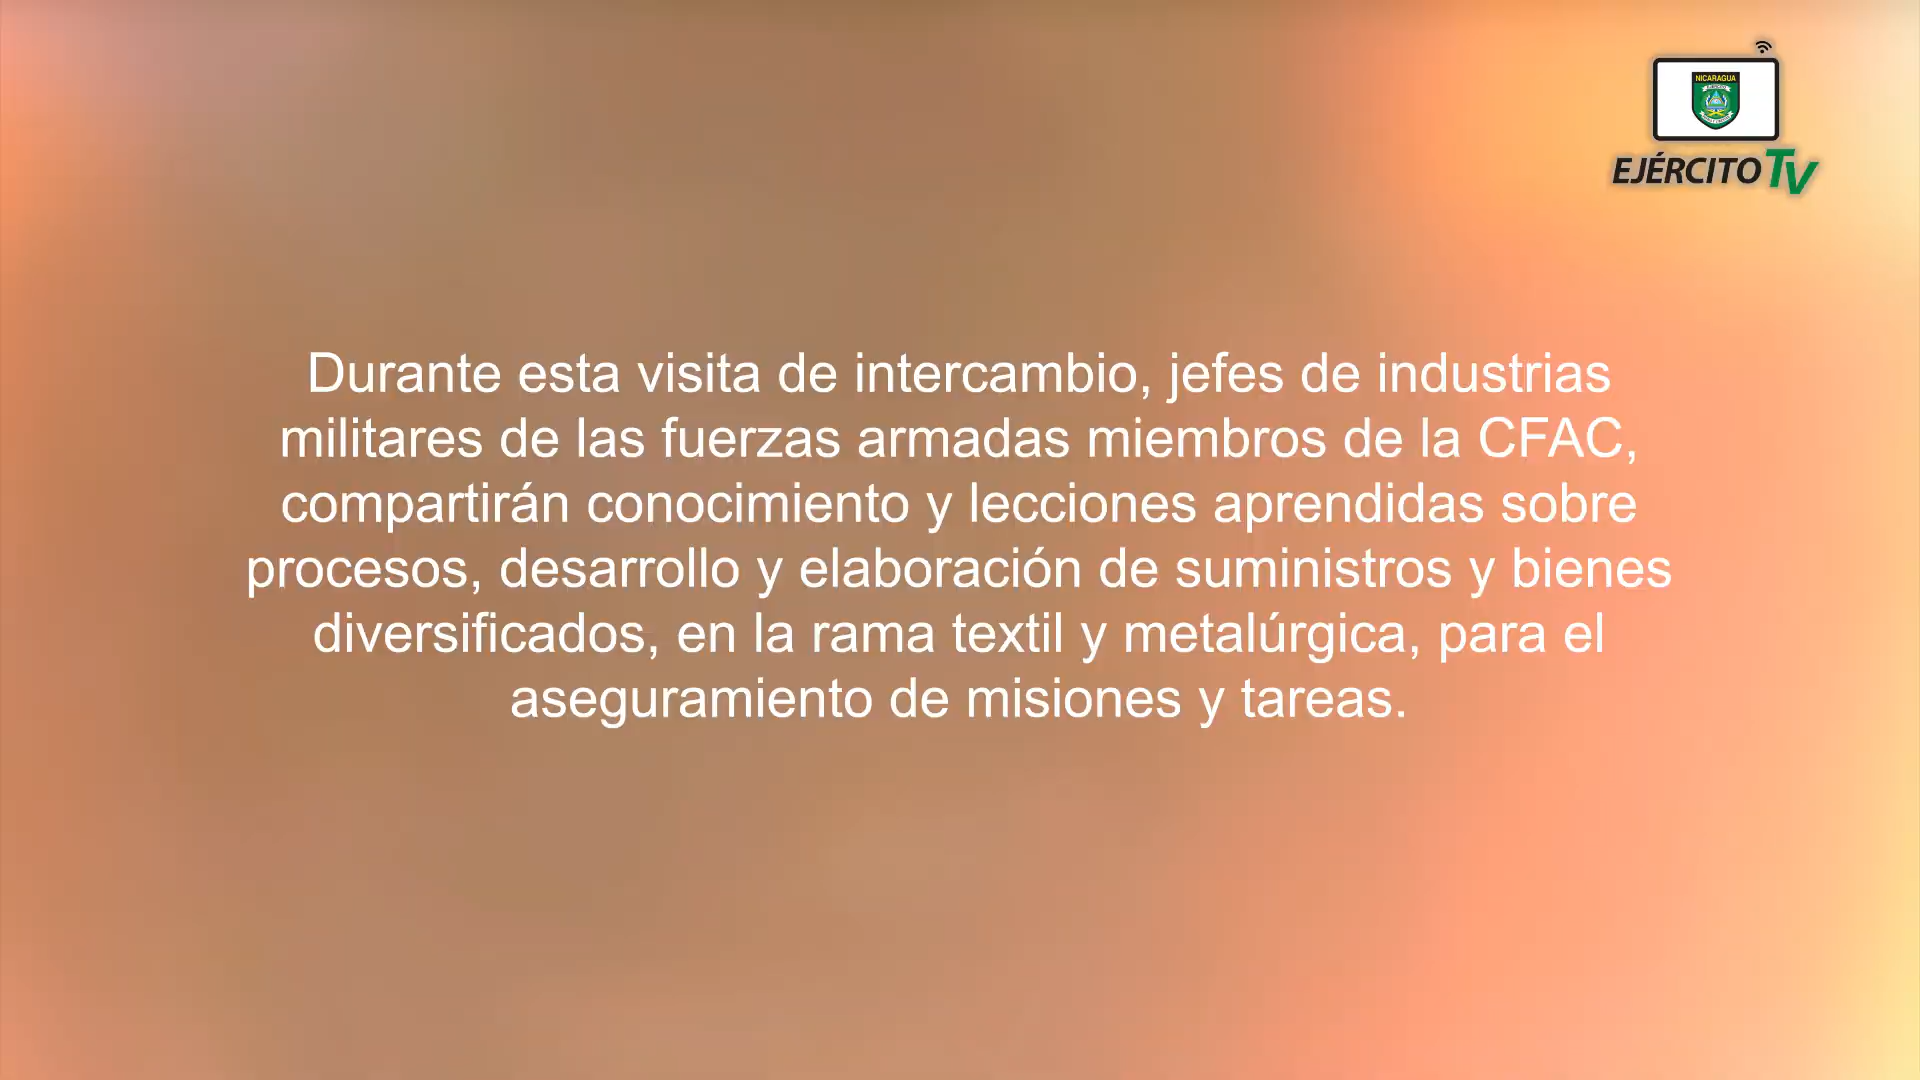 NICARAGUA
EJÉRCITO TV
Durante esta visita de intercambio, jefes de industrias
militares de las fuerzas armadas miembros de la CFAC,
compartirán conocimiento y lecciones aprendidas sobre
procesos, desarrollo y elaboración de suministros y bienes
diversificados, en la rama textil y metalúrgica, para el
aseguramiento de misiones y tareas.